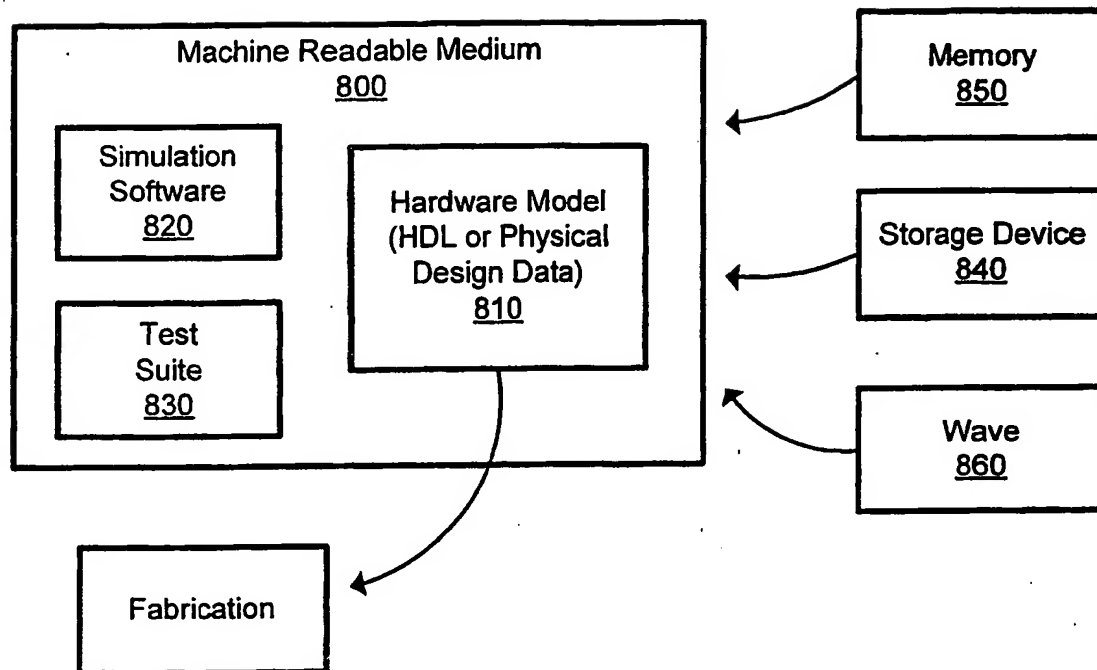 Machine Readable Medium
800
Simulation
Software
820
Test
Suite
830
Hardware Model
(HDL or Physical
Design Data)
810
Memory
850
Storage Device
840
Wave
860
Fabrication